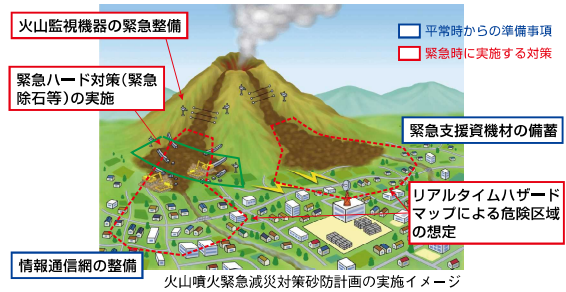 火山監視機器の緊急整備
平常時からの準備事項
緊急時に実施する対策
緊急ハード対策（緊急
除石等）の実施
緊急支援資機材の備蓄
リアルタイムハザード
マップによる危険区域
の想定
情報通信網の整備
火山噴火緊急減災対策砂防計画の実施イメージ